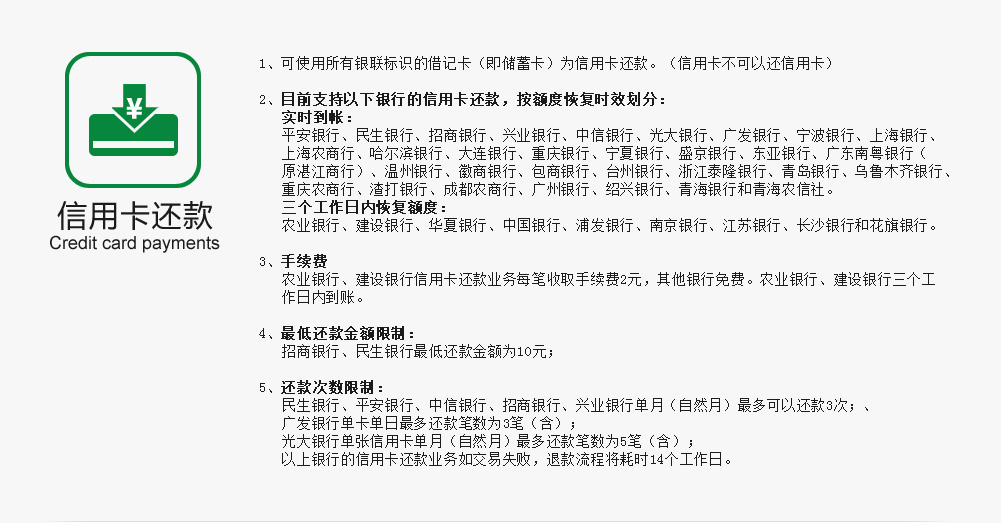 ¥
信用卡还款
Credit card payments
1、可使用所有银联标识的借记卡（即储蓄卡）为信用卡还款。（信用卡不可以还信用卡）
2、目前支持以下银行的信用卡还款，按额度恢复时效划分：
实时到帐：
平安银行、民生银行、招商银行、兴业银行、中信银行、光大银行、广发银行、宁波银行、上海银行、
上海农商行、哈尔滨银行、大连银行、重庆银行、宁夏银行、盛京银行、东亚银行、广东南粤银行（
原湛江商行）、温州银行、徽商银行、包商银行、台州银行、浙江泰隆银行、青岛银行、乌鲁木齐银行、
重庆农商行、渣打银行、成都农商行、广州银行、绍兴银行、青海银行和青海农信社。
三个工作日内恢复额度：
农业银行、建设银行、华夏银行、中国银行、浦发银行、南京银行、江苏银行、长沙银行和花旗银行。
3、手续费
农业银行、建设银行信用卡还款业务每笔收取手续费2元，其他银行免费。农业银行、建设银行三个工
作日内到账。
4、最低还款金额限制：
招商银行、民生银行最低还款金额为10元；
5、还款次数限制：
民生银行、平安银行、中信银行、招商银行、兴业银行单月（自然月）最多可以还款3次；、
广发银行单卡单日最多还款笔数为3笔（含）；
光大银行单张信用卡单月（自然月）最多还款笔数为5笔（含）；
以上银行的信用卡还款业务如交易失败，退款流程将耗时14个工作日。